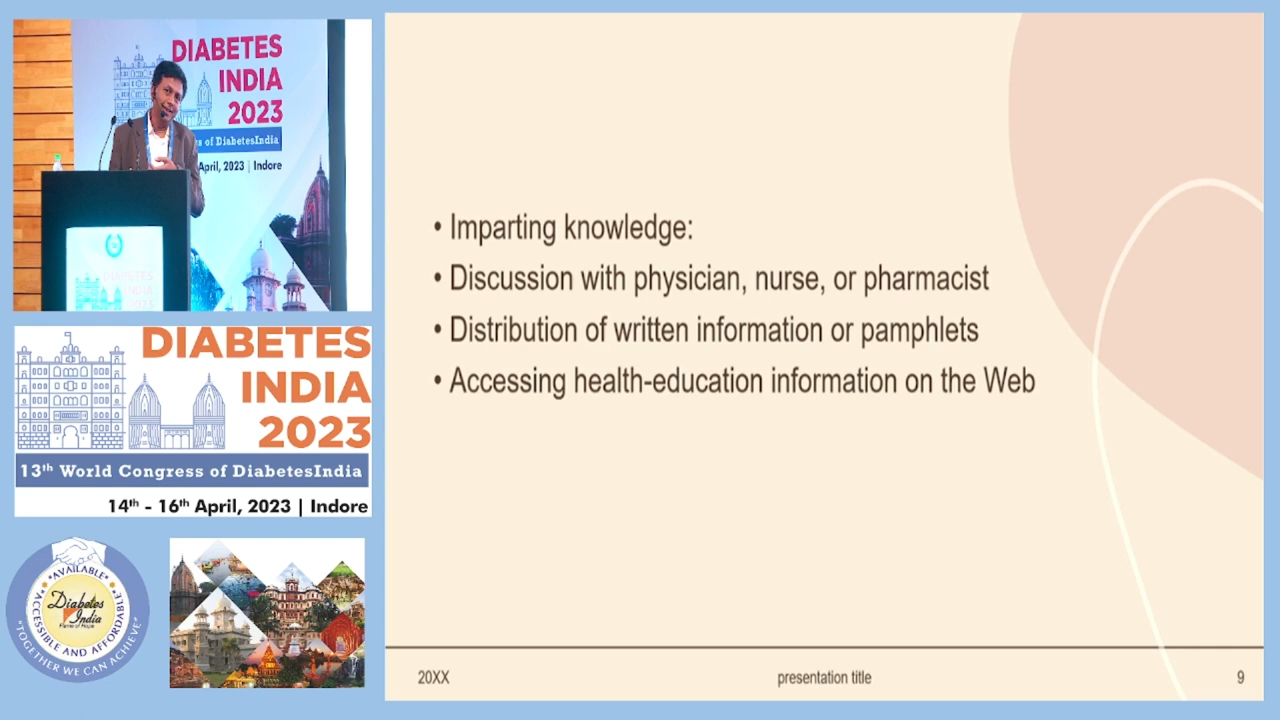 DIABETES
INDIA
2023
s of DiabetesIndia
April, 2023 | Indore
DIABETES
INDIA
2023
13th World Congress of DiabetesIndia
14th - 16th April, 2023 | Indore
*AVAILABLE*
*ACCESSIBLE AND AFFORDABLE*
Diabetes
India
"TOGETHER WE CAN ACHIEVE"
• Imparting knowledge:
• Discussion with physician, nurse, or pharmacist
• Distribution of written information or pamphlets
• Accessing health-education information on the Web
20XX
presentation title
9